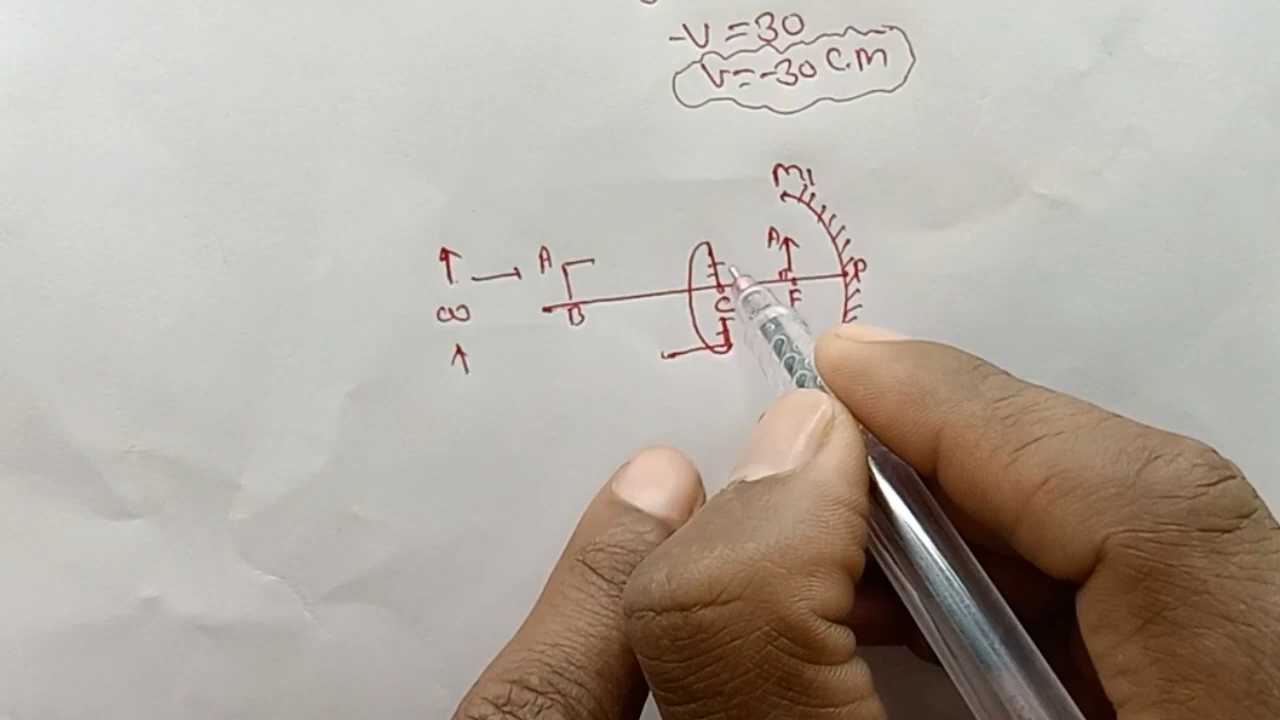 -V = 30
V = -30 C.M
M1
A
A
P
∞
B
C
F